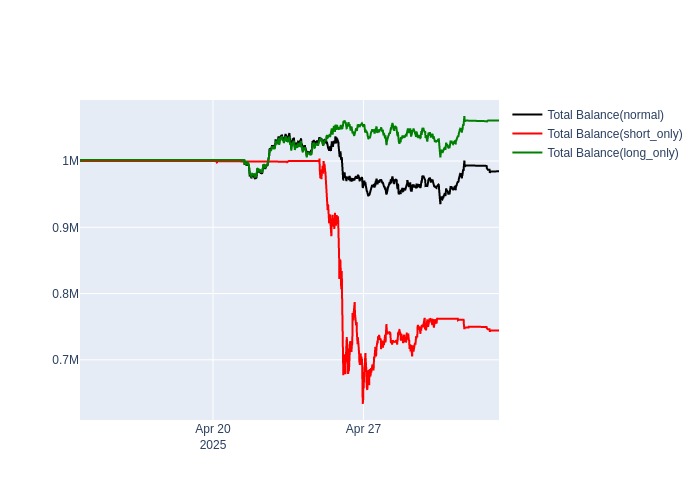 Total Balance(normal)
Total Balance(short_only)
Total Balance(long_only)
1M
0.9M
0.8M
0.7M
Apr 20
2025
Apr 27